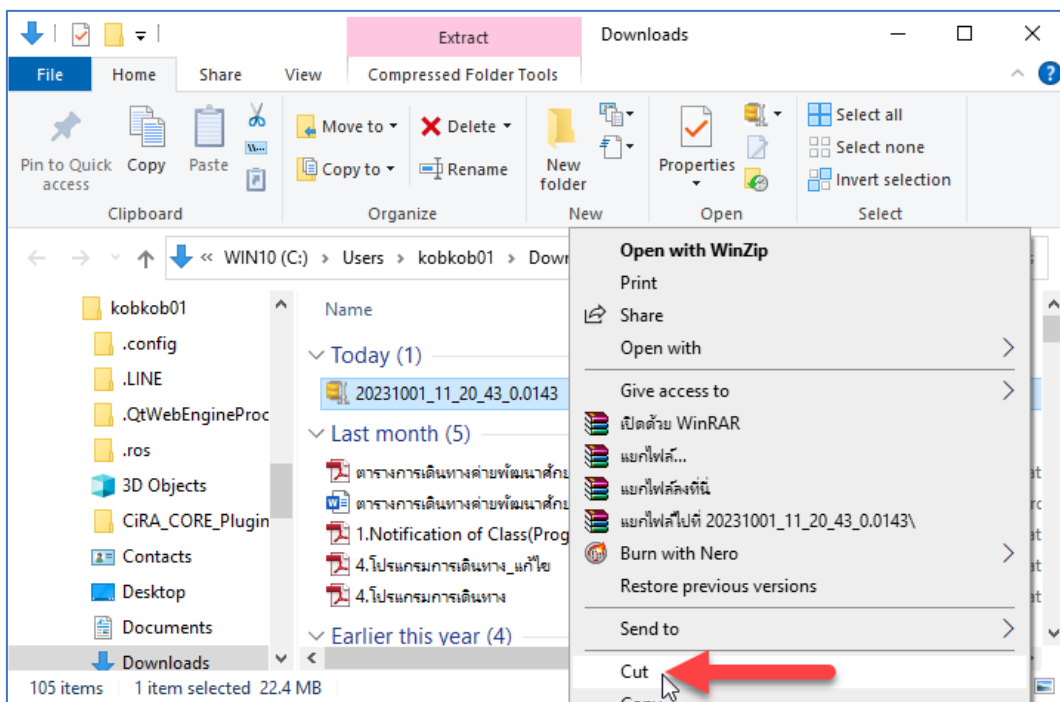 Extract
Downloads
File
Home
Share
View
Compressed Folder Tools
Pin to Quick
access
Copy
Paste
Move to
Copy to
Delete
Rename
New
folder
Properties
Select all
Select none
Invert selection
Clipboard
Organize
New
Open
Select
« WIN10 (C:) › Users › kobkob01 ›
kobkob01
.config
.LINE
.QtWebEngineProc
.ros
3D Objects
CiRA_CORE_Plugin
Contacts
Desktop
Documents
Downloads
Name
Today (1)
20231001_11_20_43_0.0143
Last month (5)
ตารางการเดินทางค่ายพัฒนาศักย
ตารางการเดินทางค่ายพัฒนาศักย
1.Notification of Class(Prog
4.โปรแกรมการเดินทาง_แก้ไข
4.โปรแกรมการเดินทาง
Earlier this year (4)
Open with WinZip
Print
Share
Open with
Give access to
เปิดด้วย WinRAR
แยกไฟล์...
แยกไฟล์ลงที่นี่
แยกไฟล์ไปที่ 20231001_11_20_43_0.0143\
Burn with Nero
Restore previous versions
Send to
Cut
105 items
1 item selected 22.4 MB